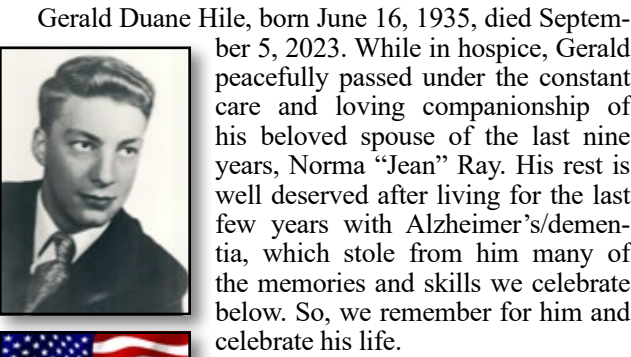 Gerald Duane Hile, born June 16, 1935, died Septem-
ber 5, 2023. While in hospice, Gerald
peacefully passed under the constant
care and loving companionship of
his beloved spouse of the last nine
years, Norma “Jean” Ray. His rest is
well deserved after living for the last
few years with Alzheimer’s/demen-
tia, which stole from him many of
the memories and skills we celebrate
below. So, we remember for him and
celebrate his life.